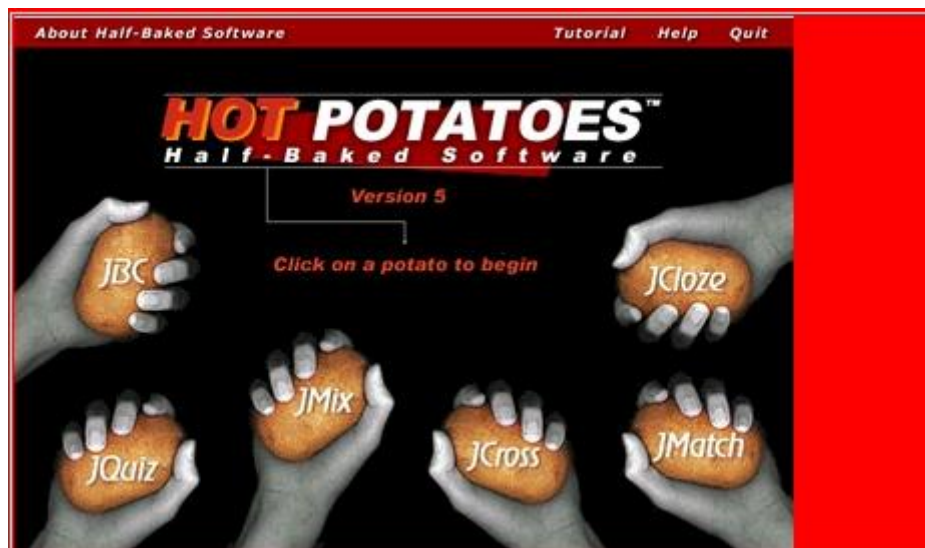 About Half-Baked Software Tutorial Help Quit
HOT POTATOES™
Half-Baked Software
Version 5
Click on a potato to begin
JBC
JCloze
JMix
JQuiz
JCross
JMatch